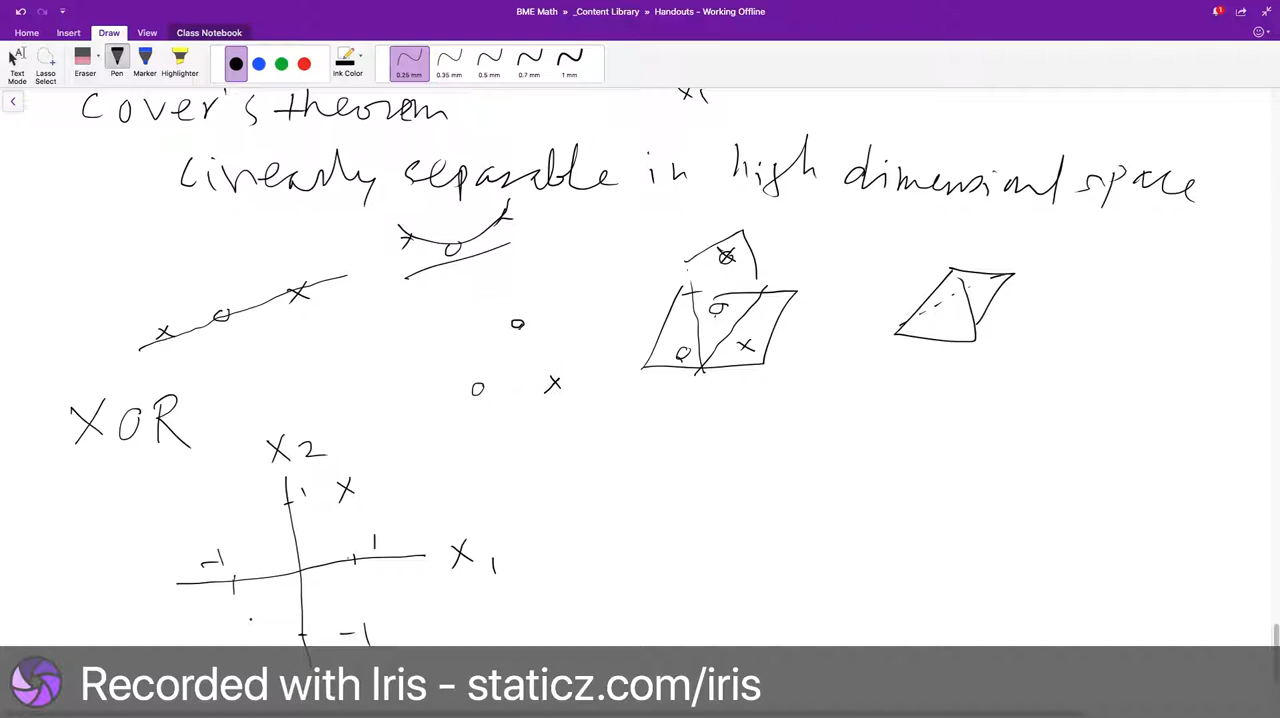 BME Math > _Content Library > Handouts - Working Offline
1
Home Insert Draw View Class Notebook
Text Mode
Lasso Select
Eraser
Pen
Marker
Highlighter
Ink Color
0.25 mm
0.35 mm
0.5 mm
0.7 mm
1 mm
x1
Cover's theorem
Linearly separable in high dimensional space
x o x
x o x
o
o x
x
o o x
XOR
X2
1 X
-1 1 X1
-1
Recorded with Iris - staticz.com/iris